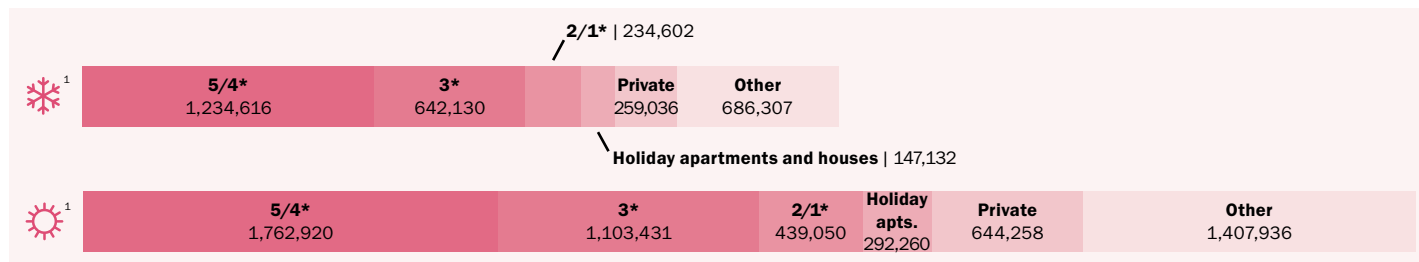 2/1* | 234,602
1
5/4*
1,234,616
3*
642,130
Private
259,036
Other
686,307
Holiday apartments and houses | 147,132
1
5/4*
1,762,920
3*
1,103,431
2/1*
439,050
Holiday
apts.
292,260
Private
644,258
Other
1,407,936